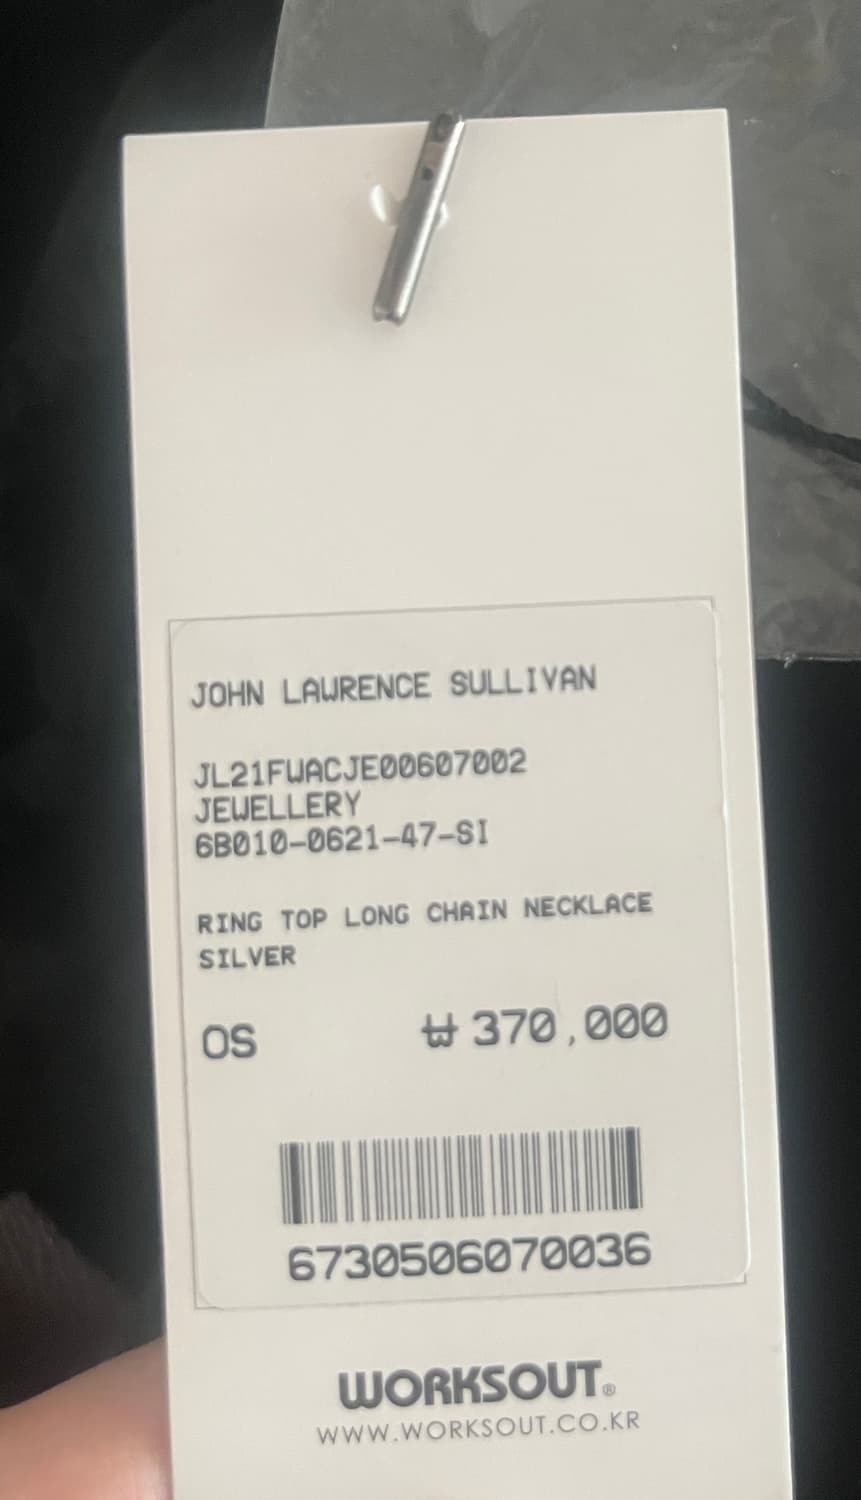 JOHN LAWRENCE SULLIVAN
JL21FWACJE00607002
JEWELLERY
6B010-0621-47-SI
RING TOP LONG CHAIN NECKLACE
SILVER
OS ₩370,000
6730506070036
WORKSOUT®
WWW.WORKSOUT.CO.KR